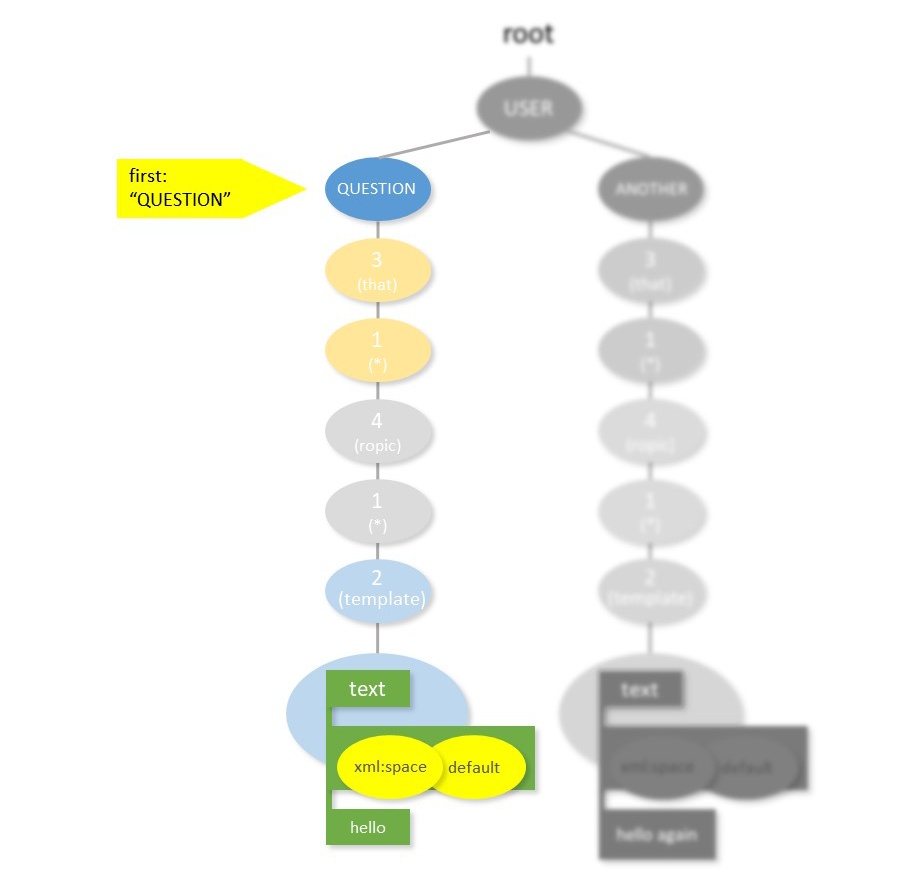 root
USER
first:
“QUESTION”
QUESTION
ANOTHER
3
(that)
3
(that)
1
(*)
1
(*)
4
(ropic)
4
(ropic)
1
(*)
1
(*)
2
(template)
2
(template)
text
text
xml:space
default
xml:space
default
hello
hello again